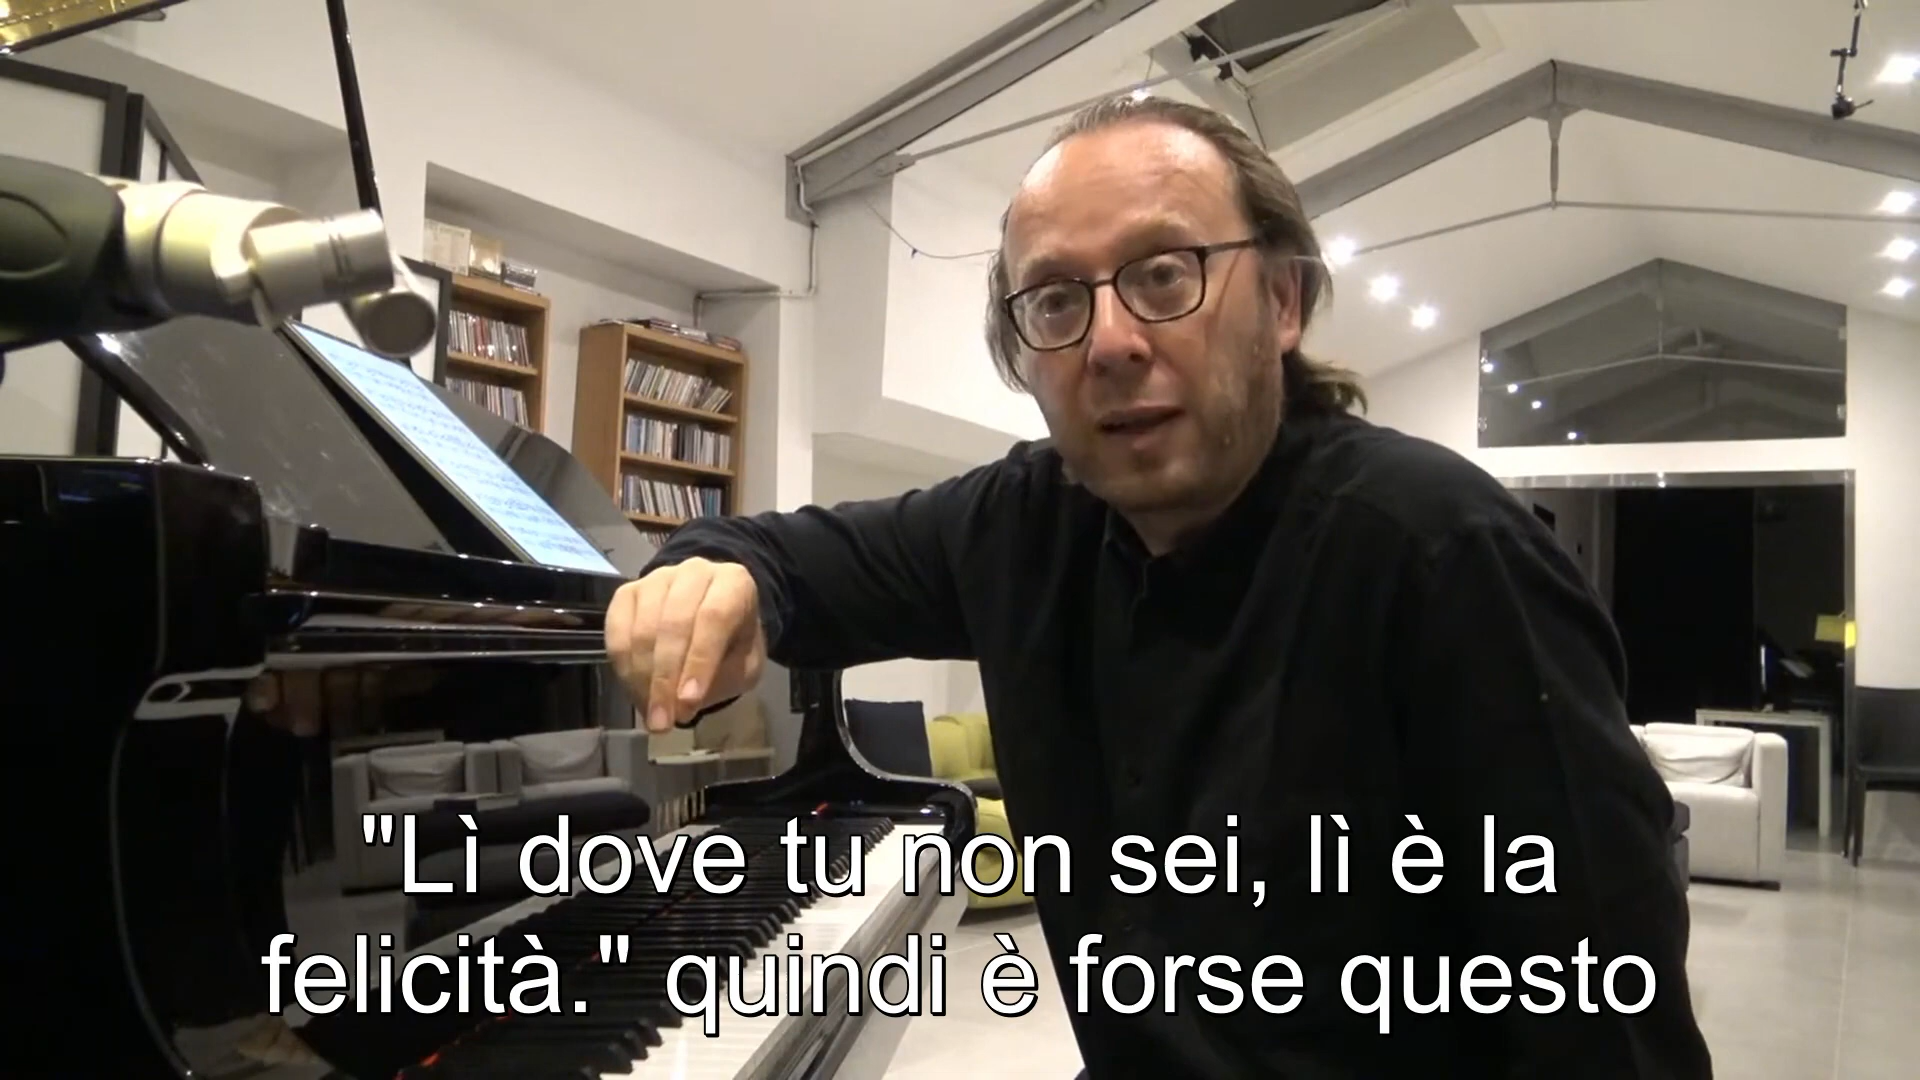 "Lì dove tu non sei, lì è la
felicità." quindi è forse questo